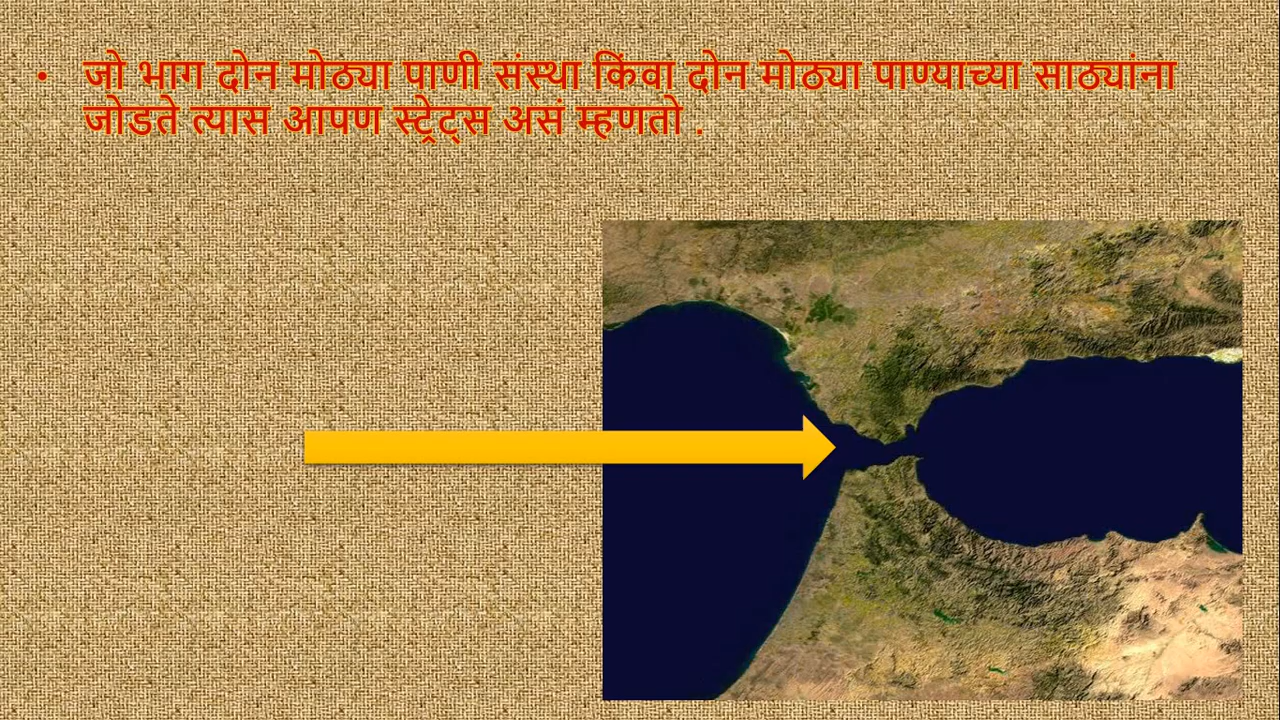 • जो भाग दोन मोठ्या पाणी संस्था किंवा दोन मोठ्या पाण्याच्या साठ्यांना
जोडते त्यास आपण स्ट्रेट्स असं म्हणतो .